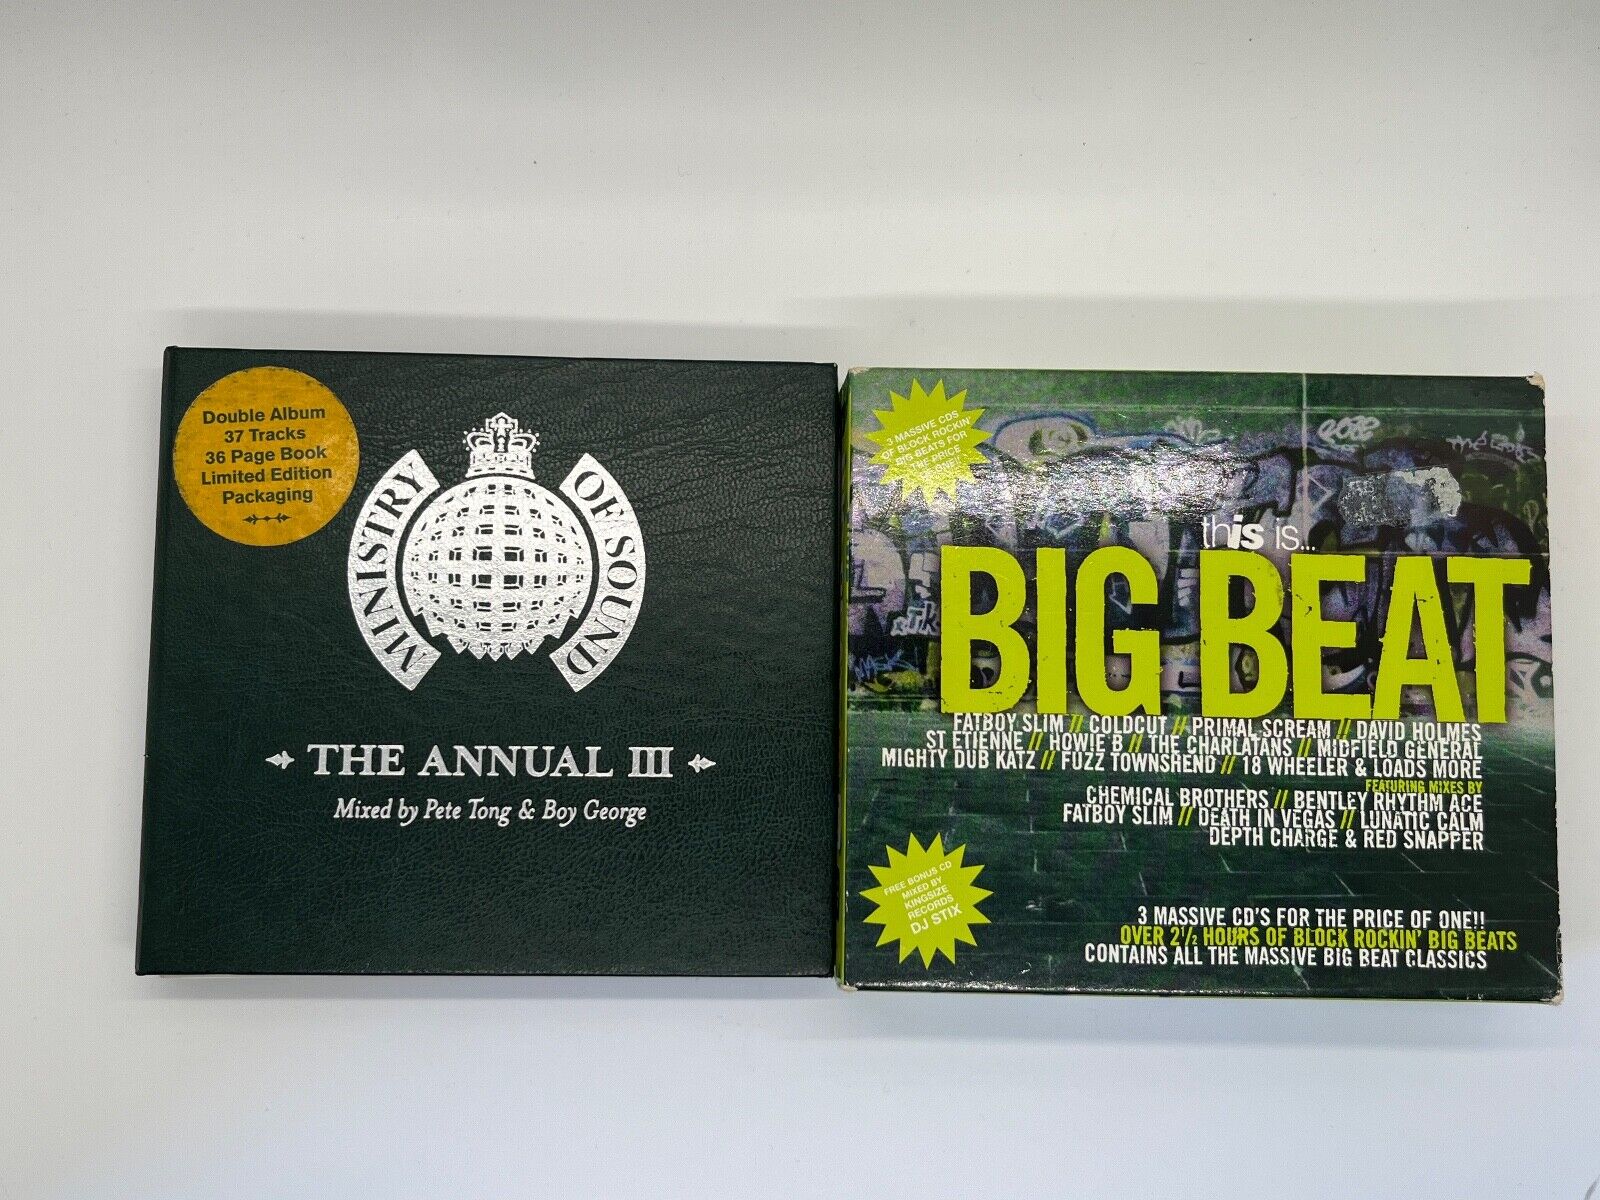 Double Album
37 Tracks
36 Page Book
Limited Edition
Packaging
MINISTRY
OF SOUND
THE ANNUAL III
Mixed by Pete Tong & Boy George
3 MASSIVE CDS
OF BLOCK ROCKIN'
BIG BEATS FOR
THE PRICE
OF ONE!!
this is...
BIG BEAT
FATBOY SLIM // COLDCUT // PRIMAL SCREAM // DAVID HOLMES
ST ETIENNE // HOWIE B // THE CHARLATANS // MIDFIELD GENERAL
MIGHTY DUB KATZ // FUZZ TOWNSHEND // 18 WHEELER & LOADS MORE
FEATURING MIXES BY
CHEMICAL BROTHERS // BENTLEY RHYTHM ACE
FATBOY SLIM // DEATH IN VEGAS // LUNATIC CALM
DEPTH CHARGE & RED SNAPPER
FREE BONUS CD
MIXED BY
KINGSIZE
RECORDS
DJ STIX
3 MASSIVE CD'S FOR THE PRICE OF ONE!!
OVER 2½ HOURS OF BLOCK ROCKIN' BIG BEATS
CONTAINS ALL THE MASSIVE BIG BEAT CLASSICS